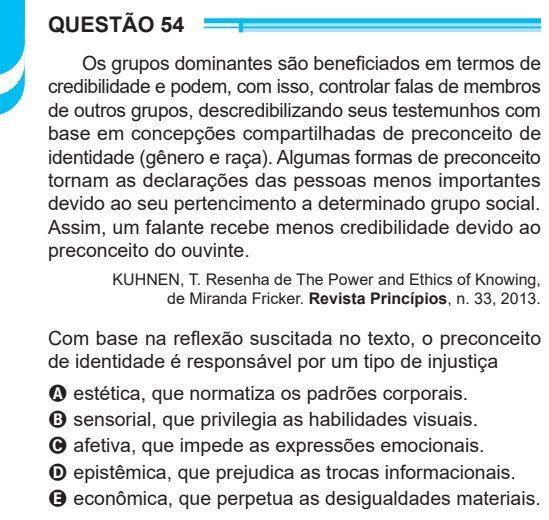 QUESTÃO 54
Os grupos dominantes são beneficiados em termos de
credibilidade e podem, com isso, controlar falas de membros
de outros grupos, descredibilizando seus testemunhos com
base em concepções compartilhadas de preconceito de
identidade (gênero e raça). Algumas formas de preconceito
tornam as declarações das pessoas menos importantes
devido ao seu pertencimento a determinado grupo social.
Assim, um falante recebe menos credibilidade devido ao
preconceito do ouvinte.
KUHNEN, T. Resenha de The Power and Ethics of Knowing,
de Miranda Fricker. Revista Princípios, n. 33, 2013.
Com base na reflexão suscitada no texto, o preconceito
de identidade é responsável por um tipo de injustiça
A estética, que normatiza os padrões corporais.
B sensorial, que privilegia as habilidades visuais.
C afetiva, que impede as expressões emocionais.
D epistêmica, que prejudica as trocas informacionais.
E econômica, que perpetua as desigualdades materiais.